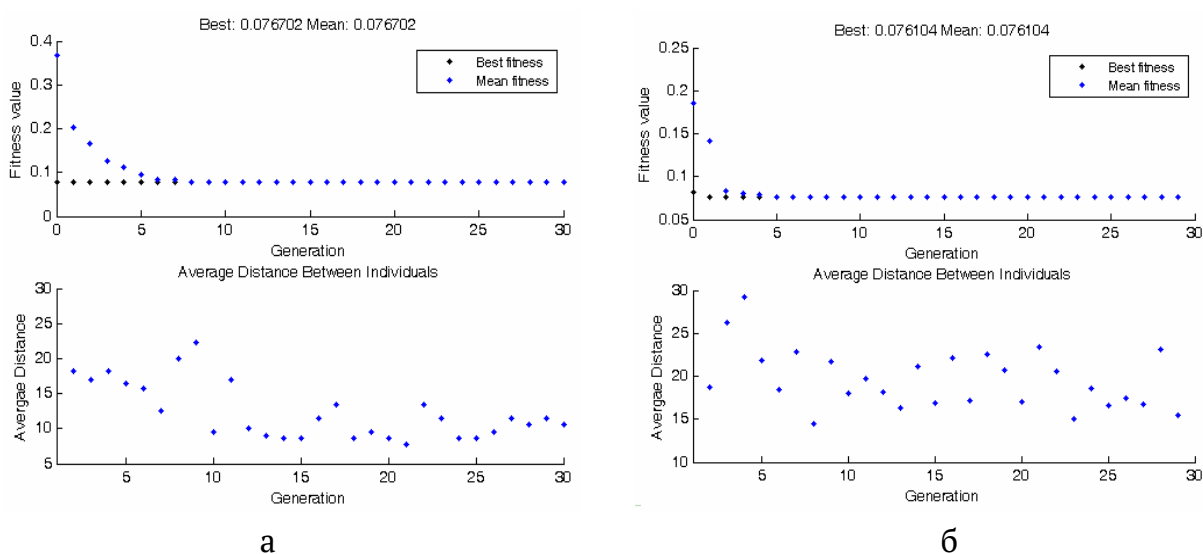 Best: 0.076702 Mean: 0.076702
0.4
0.3
0.2
0.1
0
Fitness value
Best fitness
Mean fitness
0 5 10 15 20 25 30
Generation
Average Distance Between Individuals
30
25
20
15
10
5
Avergae Distance
5 10 15 20 25 30
Generation
а
Best: 0.076104 Mean: 0.076104
0.25
0.2
0.15
0.1
0.05
Fitness value
Best fitness
Mean fitness
0 5 10 15 20 25 30
Generation
Average Distance Between Individuals
30
25
20
15
10
Avergae Distance
5 10 15 20 25 30
Generation
б